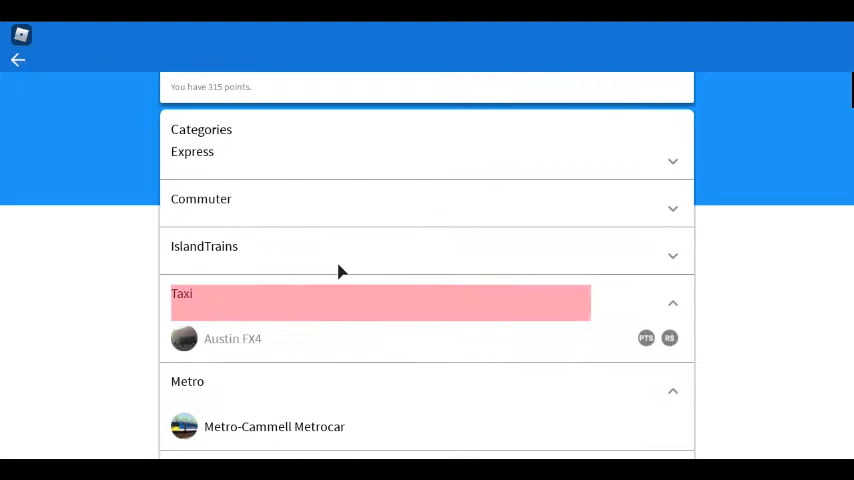 You have 315 points.
Categories
Express
Commuter
IslandTrains
Taxi
Austin FX4
PTS R$
Metro
Metro-Cammell Metrocar